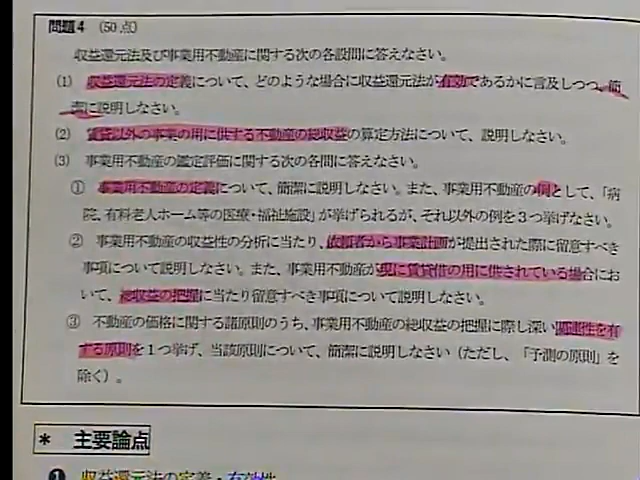 問題4 (50点)
収益還元法及び事業用不動産に関する次の各設問に答えなさい。
(1) 収益還元法の定義について、どのような場合に収益還元法が有効であるかに言及しつつ、簡
潔に説明しなさい。
(2) 賃貸以外の事業の用に供する不動産の総収益の算定方法について、説明しなさい。
(3) 事業用不動産の鑑定評価に関する次の各問に答えなさい。
① 事業用不動産の定義について、簡潔に説明しなさい。また、事業用不動産の例として、「病
院、有料老人ホーム等の医療・福祉施設」が挙げられるが、それ以外の例を3つ挙げなさい。
② 事業用不動産の収益性の分析に当たり、依頼者から事業計画が提出された際に留意すべき
事項について説明しなさい。また、事業用不動産が現に賃貸借の用に供されている場合にお
いて、総収益の把握に当たり留意すべき事項について説明しなさい。
③ 不動産の価格に関する諸原則のうち、事業用不動産の総収益の把握に際し深い関連性を有
する原則を1つ挙げ、当該原則について、簡潔に説明しなさい（ただし、「予測の原則」を
除く）。
* 主要論点
❶ 収益還元法の定義・有効性